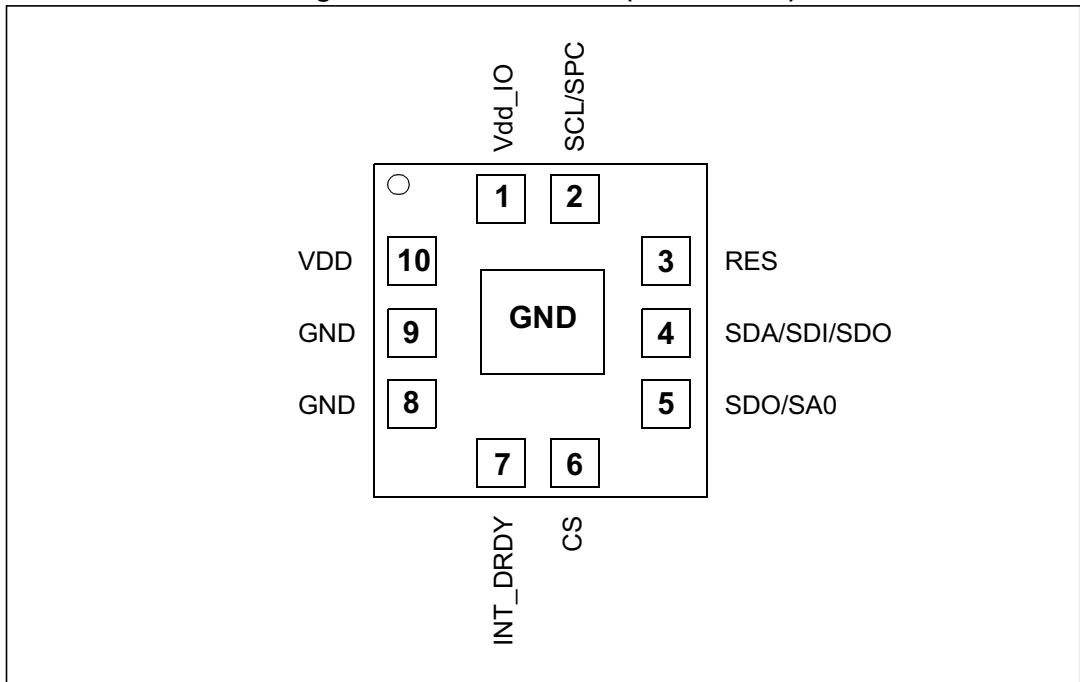 Vdd_IO
SCL/SPC
1
2
VDD
10
3
RES
GND
9
GND
4
SDA/SDI/SDO
GND
8
5
SDO/SA0
7
6
INT_DRDY
CS